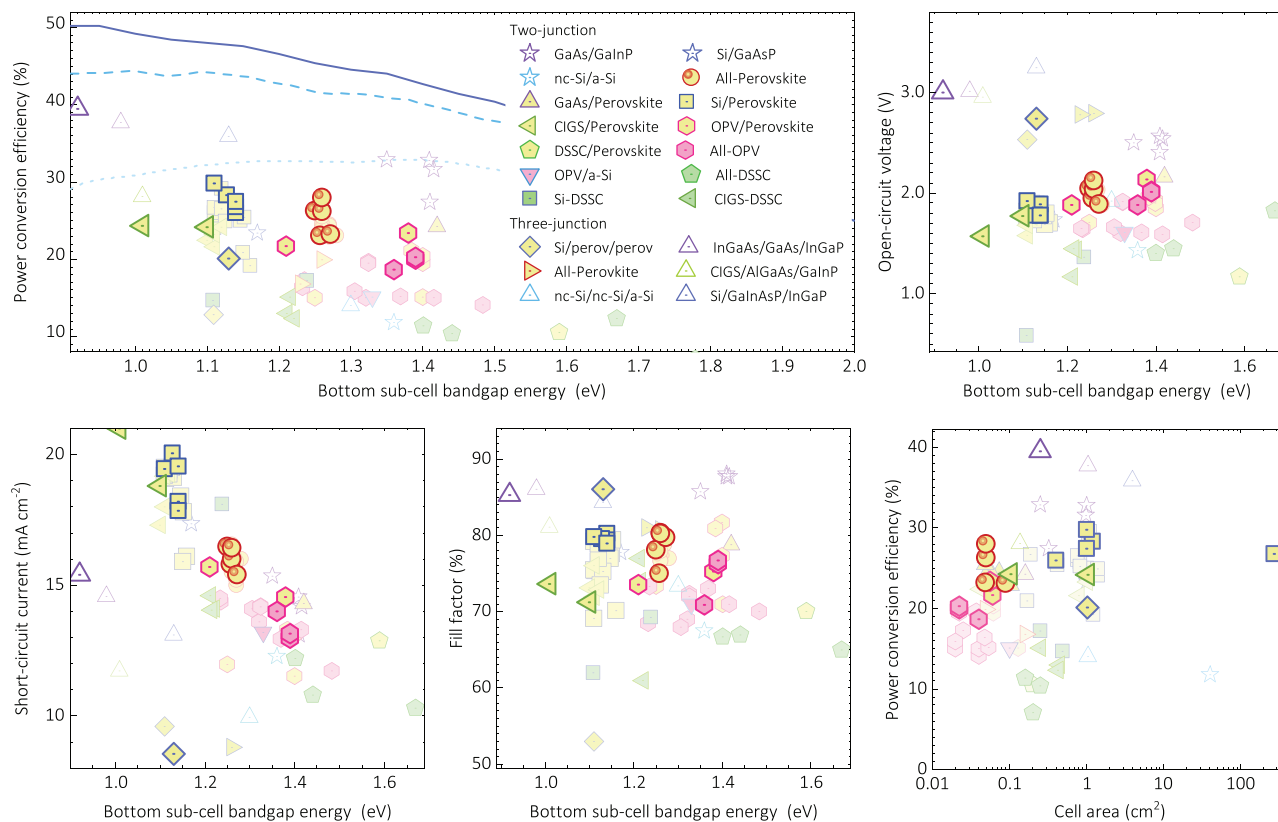 Power conversion efficiency (%)
50
40
30
20
10
1.0
1.1
1.2
1.3
1.4
1.5
1.6
1.7
1.8
1.9
2.0
Bottom sub-cell bandgap energy (eV)
Two-junction
GaAs/GaInP
Si/GaAsP
nc-Si/a-Si
All-Perovskite
GaAs/Perovskite
Si/Perovskite
CIGS/Perovskite
OPV/Perovskite
DSSC/Perovskite
All-OPV
OPV/a-Si
All-DSSC
Si-DSSC
CIGS-DSSC
Three-junction
Si/perov/perov
InGaAs/GaAs/InGaP
All-Perovkite
CIGS/AlGaAs/GaInP
nc-Si/nc-Si/a-Si
Si/GaInAsP/InGaP
Open-circuit voltage (V)
3.0
2.0
1.0
1.0
1.2
1.4
1.6
Bottom sub-cell bandgap energy (eV)
Short-circuit current (mA cm⁻²)
20
15
10
1.0
1.2
1.4
1.6
Bottom sub-cell bandgap energy (eV)
Fill factor (%)
90
80
70
60
50
1.0
1.2
1.4
1.6
Bottom sub-cell bandgap energy (eV)
Power conversion efficiency (%)
40
30
20
10
0
0.01
0.1
1
10
100
Cell area (cm²)